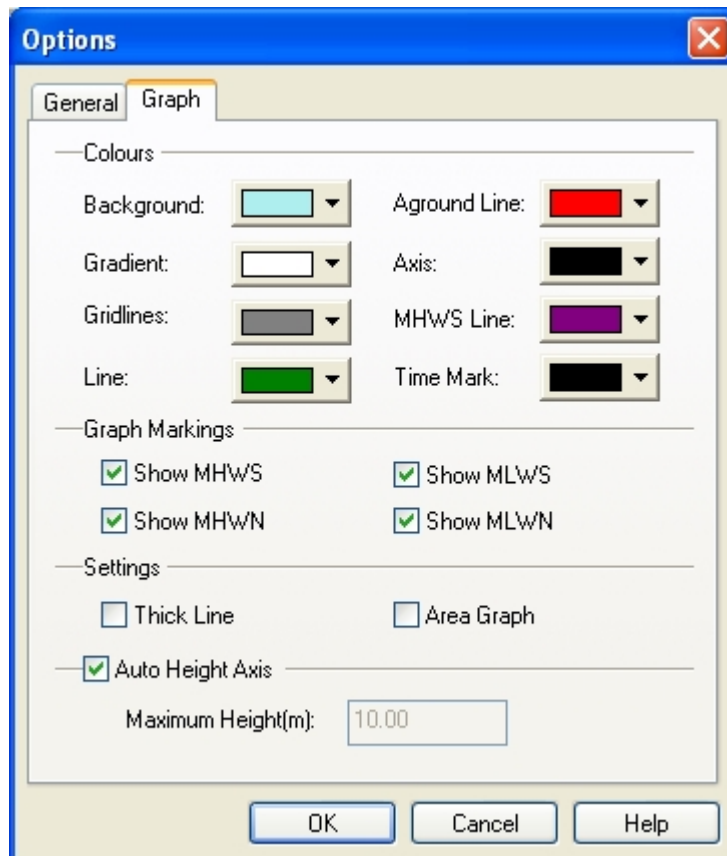 Options
General Graph
Colours
Background: Aground Line:
Gradient: Axis:
Gridlines: MHWS Line:
Line: Time Mark:
Graph Markings
Show MHWS Show MLWS
Show MHWN Show MLWN
Settings
Thick Line Area Graph
Auto Height Axis
Maximum Height(m): 10.00
OK Cancel Help